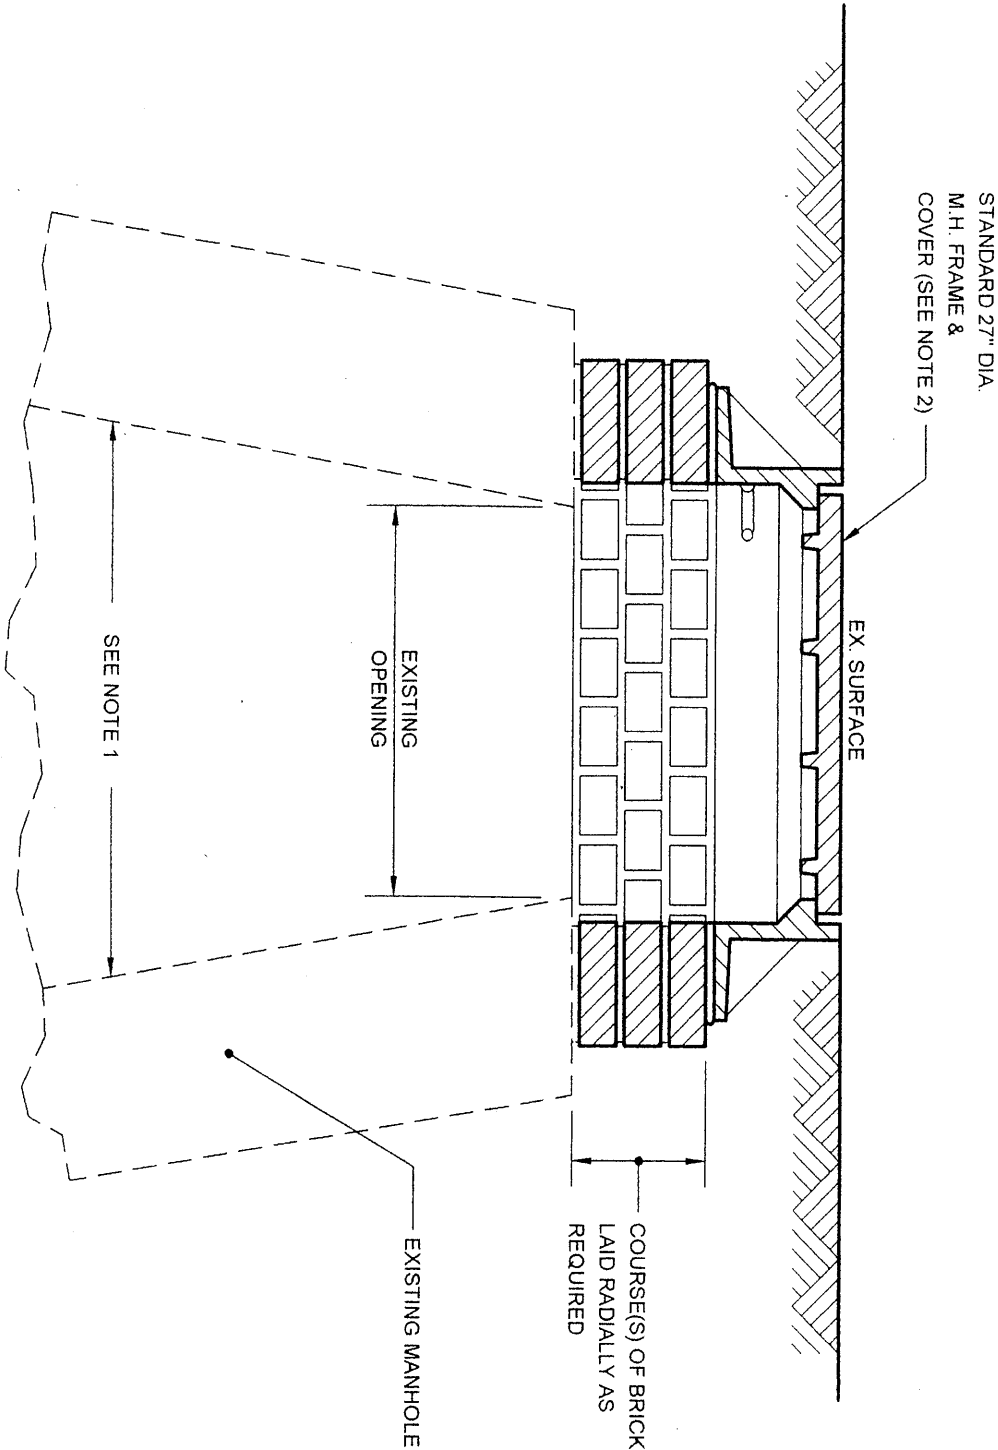 STANDARD 27" DIA.
M.H. FRAME &
COVER (SEE NOTE 2)
EX. SURFACE
COURSE(S) OF BRICK
LAID RADIALLY AS
REQUIRED
EXISTING
OPENING
SEE NOTE 1
EXISTING MANHOLE